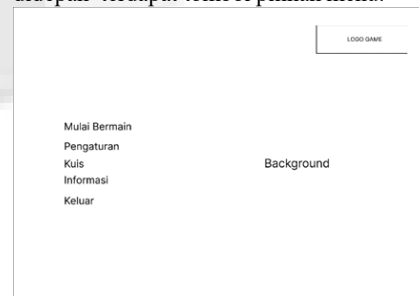 LOGO GAME
Mulai Bermain
Pengaturan
Kuis
Background
Informasi
Keluar